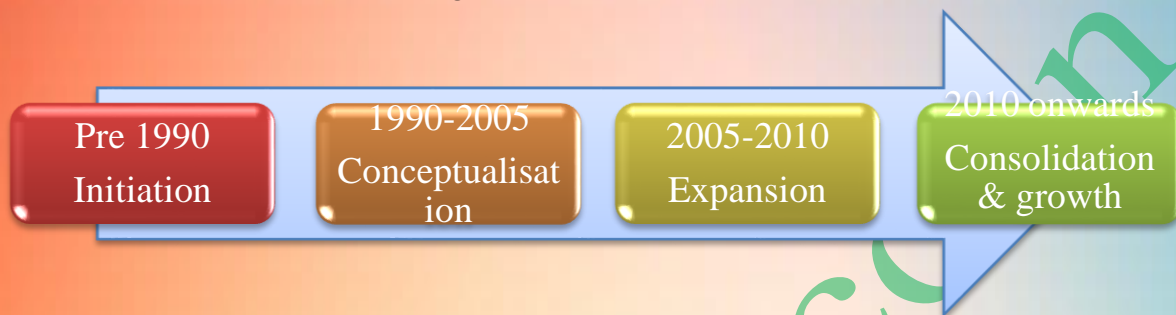 Pre 1990
Initiation
1990-2005
Conceptualisat
ion
2005-2010
Expansion
2010 onwards
Consolidation
& growth